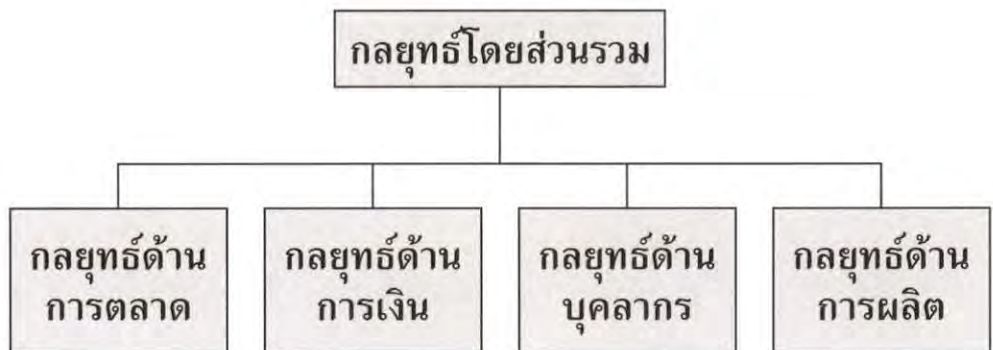 กลยุทธ์โดยส่วนรวม
กลยุทธ์ด้าน
การตลาด
กลยุทธ์ด้าน
การเงิน
กลยุทธ์ด้าน
บุคลากร
กลยุทธ์ด้าน
การผลิต